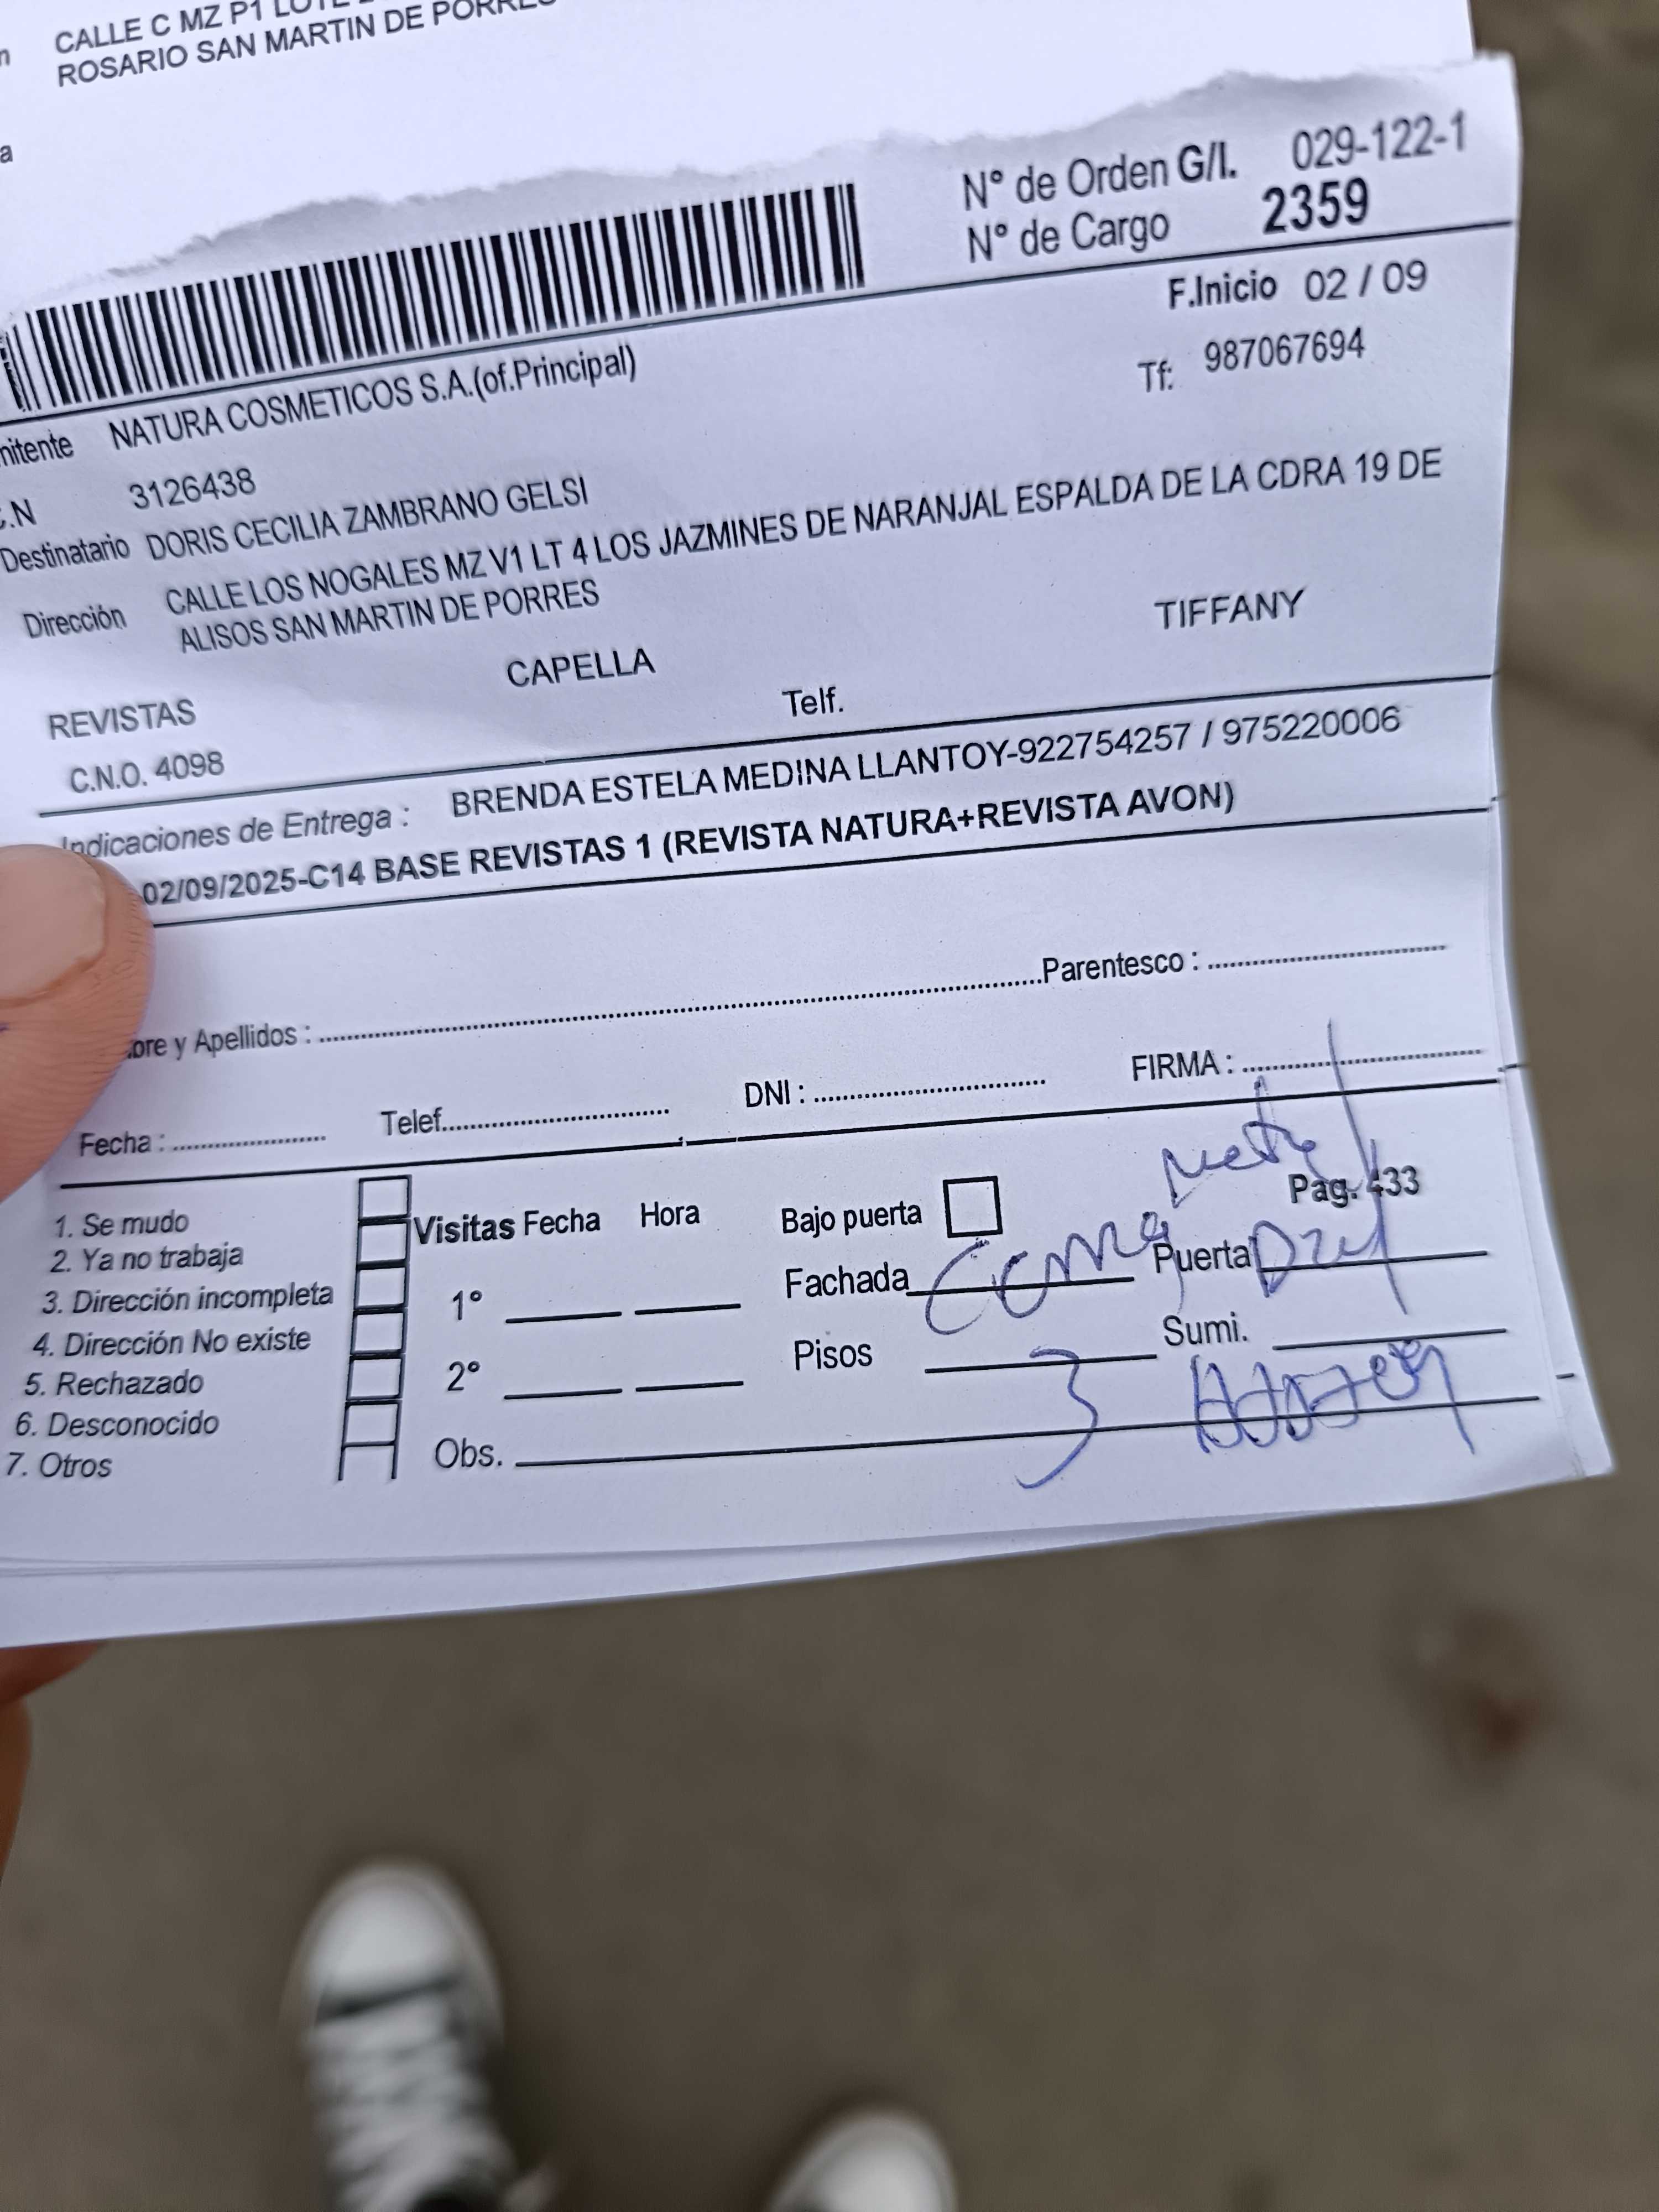 CALLE C MZ P1
ROSARIO SAN MARTIN DE PORRES
N° de Orden G/I. 029-122-1
N° de Cargo 2359
F.Inicio 02 / 09
nitente NATURA COSMETICOS S.A.(of.Principal)
Tf: 987067694
.N 3126438
Destinatario DORIS CECILIA ZAMBRANO GELSI
Dirección CALLE LOS NOGALES MZ V1 LT 4 LOS JAZMINES DE NARANJAL ESPALDA DE LA CDRA 19 DE
ALISOS SAN MARTIN DE PORRES
REVISTAS CAPELLA TIFFANY
C.N.O. 4098 Telf.
Indicaciones de Entrega : BRENDA ESTELA MEDINA LLANTOY-922754257 / 975220006
02/09/2025-C14 BASE REVISTAS 1 (REVISTA NATURA+REVISTA AVON)
bre y Apellidos : Parentesco :
Fecha : Telef. DNI : FIRMA :
Pag. 433
1. Se mudo
2. Ya no trabaja
3. Dirección incompleta
4. Dirección No existe
5. Rechazado
6. Desconocido
7. Otros
Visitas Fecha Hora
1°
2°
Obs.
Bajo puerta
Fachada Puerta
Pisos 3 Sumi.